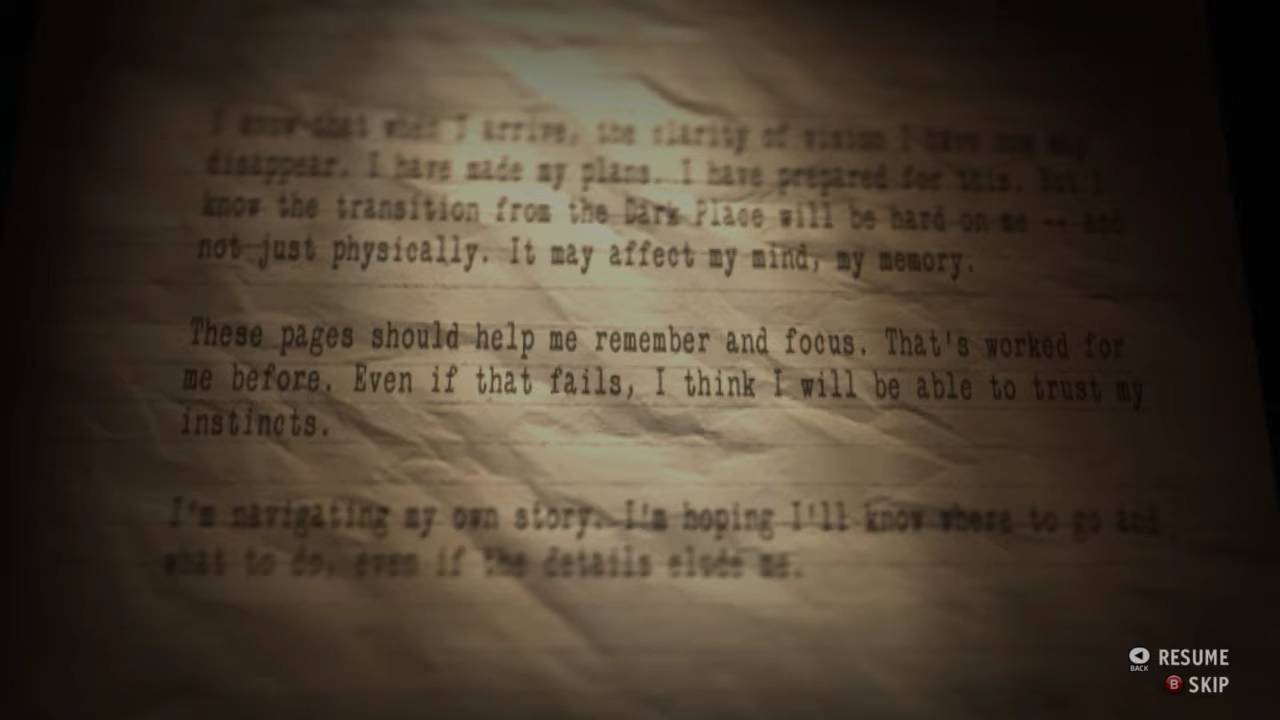 I know that when I arrive, the clarity of vision I have now may
disappear. I have made my plans. I have prepared for this. But I
know the transition from the Dark Place will be hard on me -- and
not just physically. It may affect my mind, my memory.
These pages should help me remember and focus. That's worked for
me before. Even if that fails, I think I will be able to trust my
instincts.
I'm navigating my own story. I'm hoping I'll know where to go and
what to do, even if the details elude me.
BACK RESUME
B SKIP